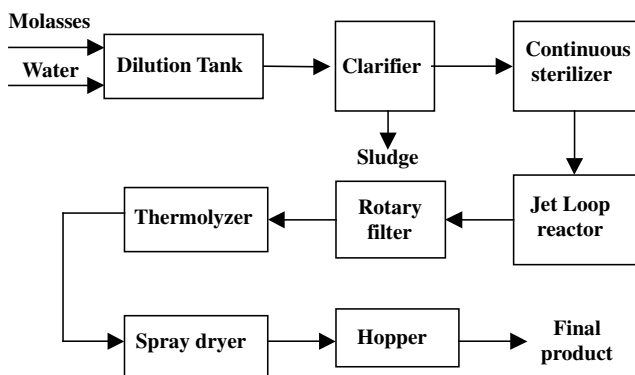 Molasses
Water
Dilution Tank
Clarifier
Continuous
sterilizer
Sludge
Thermolyzer
Rotary
filter
Jet Loop
reactor
Spray dryer
Hopper
Final
product